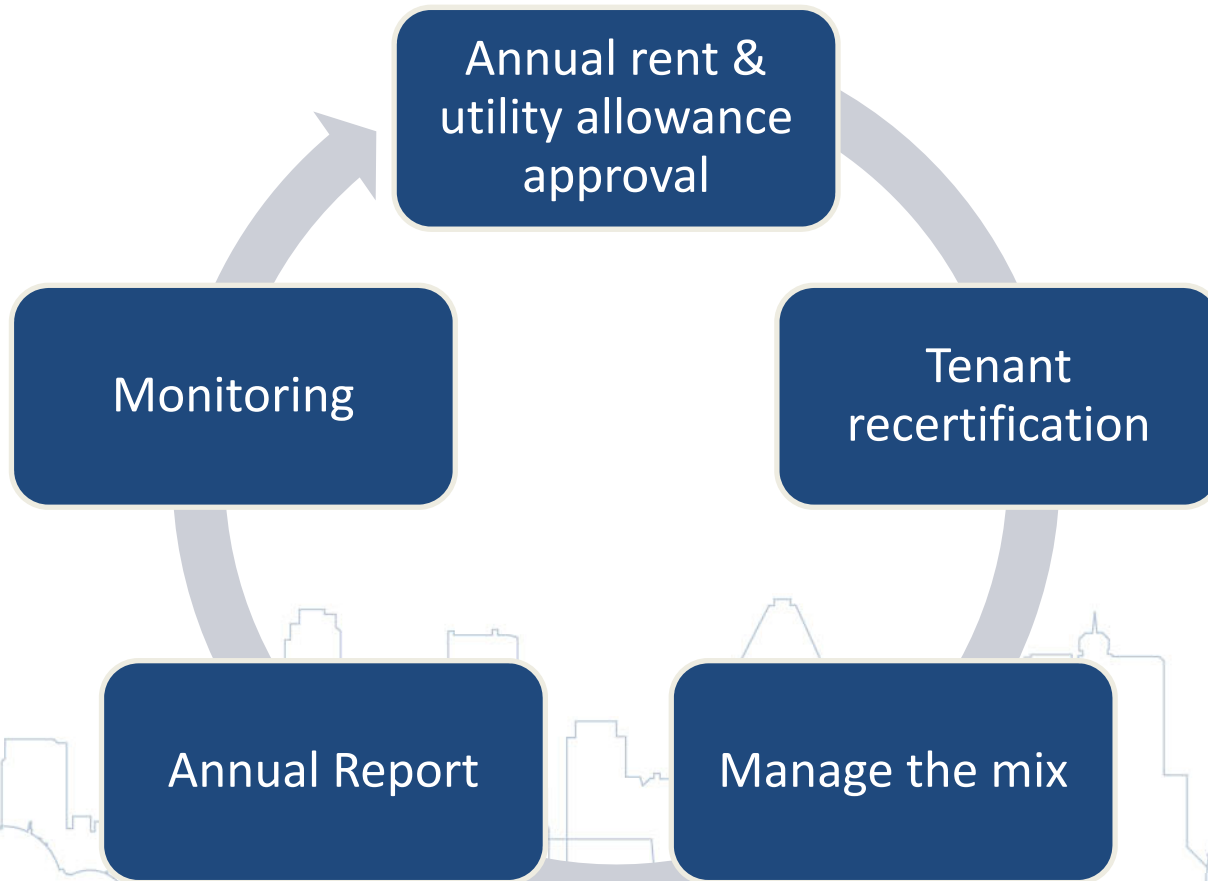 Annual rent &
utility allowance
approval
Tenant
recertification
Manage the mix
Annual Report
Monitoring